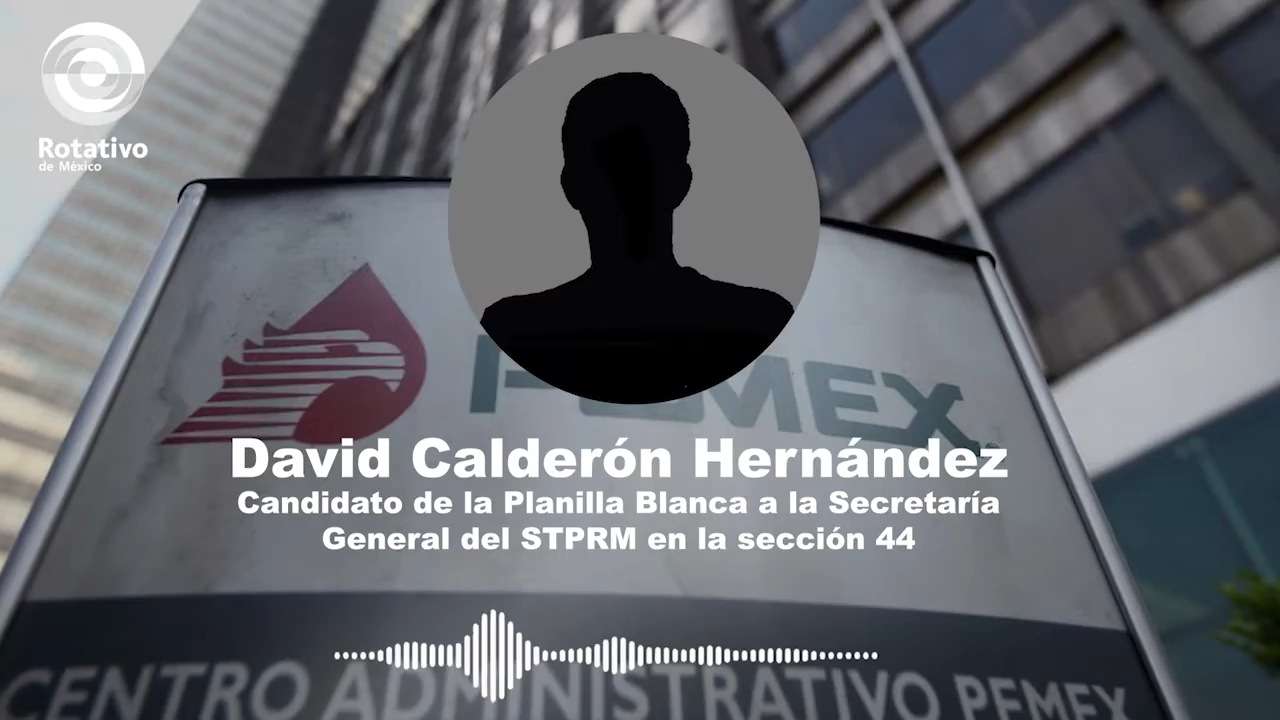 Rotativo
de México
PEMEX
David Calderón Hernández
Candidato de la Planilla Blanca a la Secretaría
General del STPRM en la sección 44
CENTRO ADMINISTRATIVO PEMEX